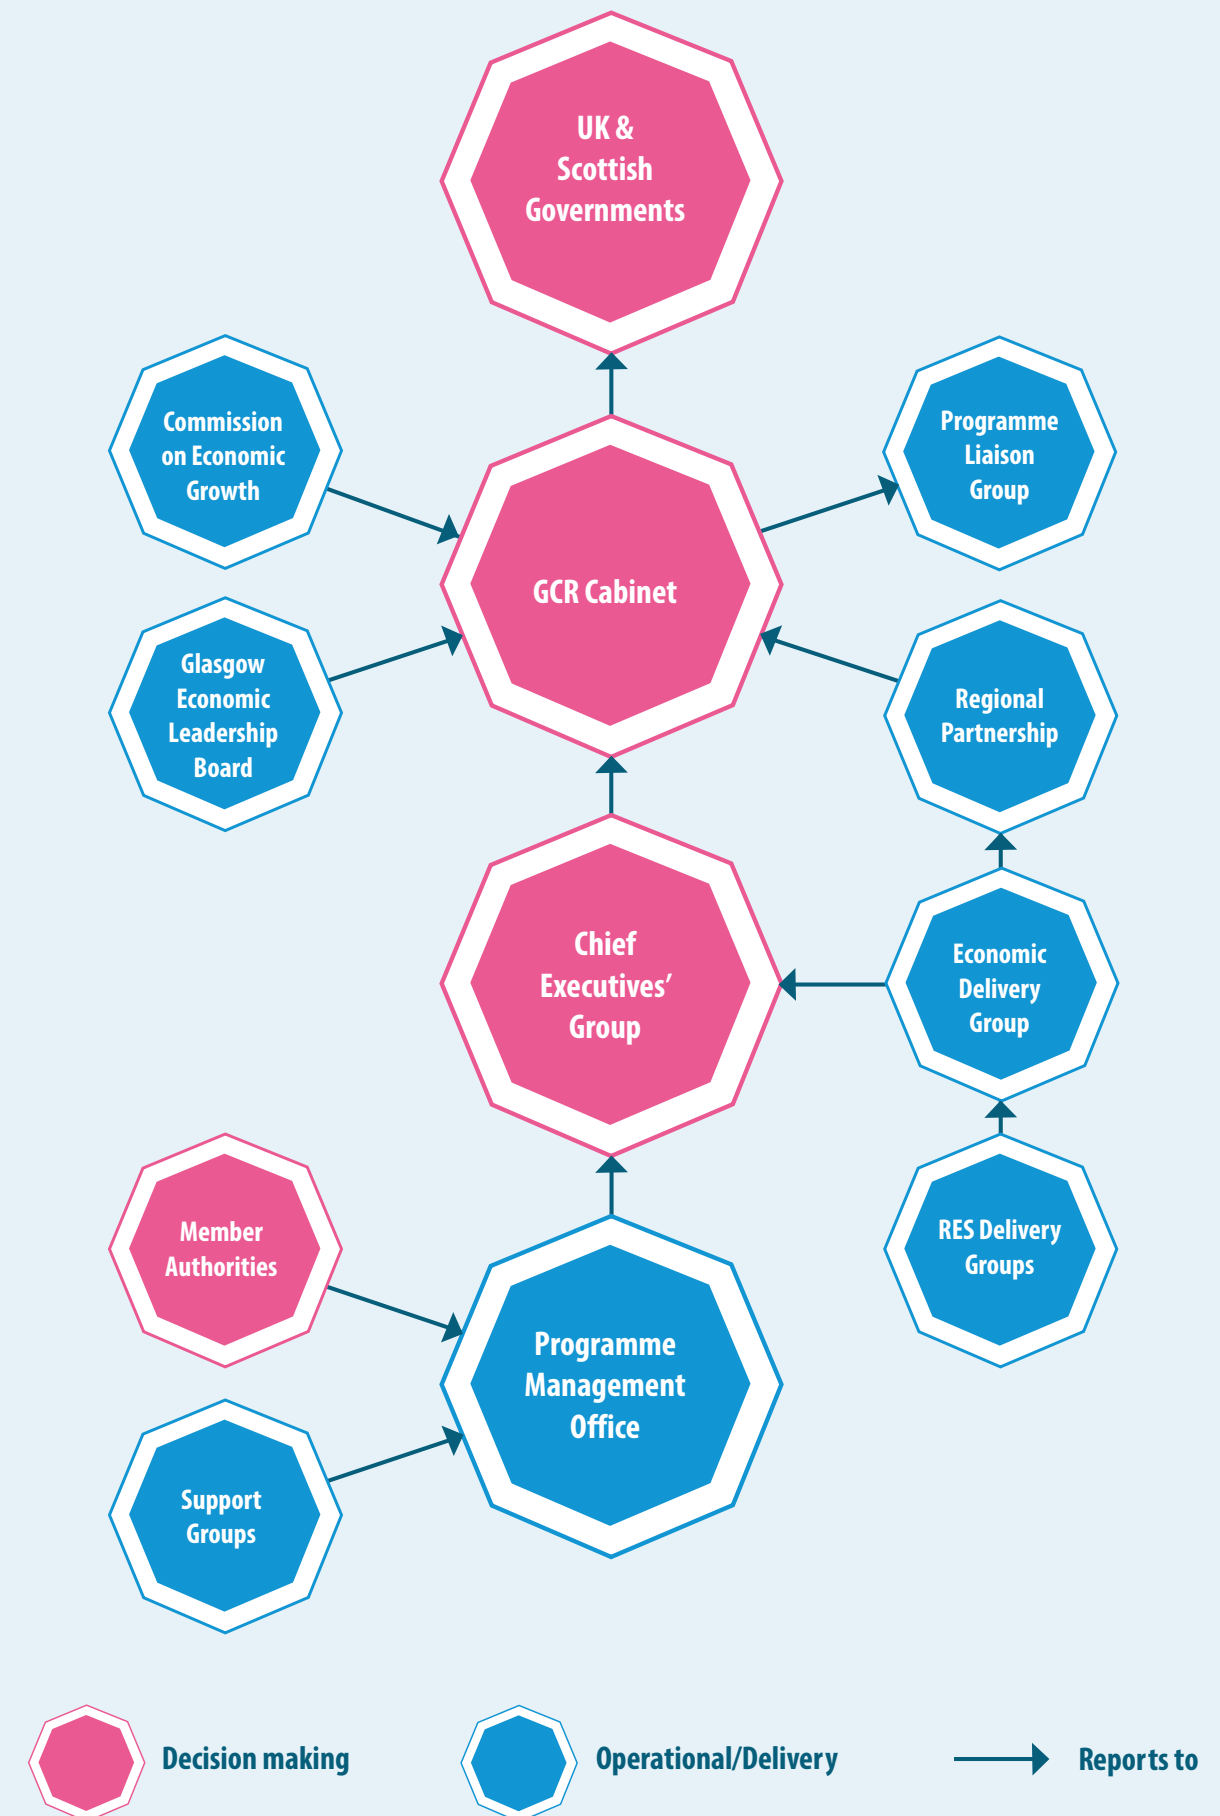 UK &
Scottish
Governments
Commission
on Economic
Growth
Programme
Liaison
Group
GCR Cabinet
Glasgow
Economic
Leadership
Board
Regional
Partnership
Chief
Executives’
Group
Economic
Delivery
Group
Member
Authorities
RES Delivery
Groups
Programme
Management
Office
Support
Groups
Decision making
Operational/Delivery
Reports to